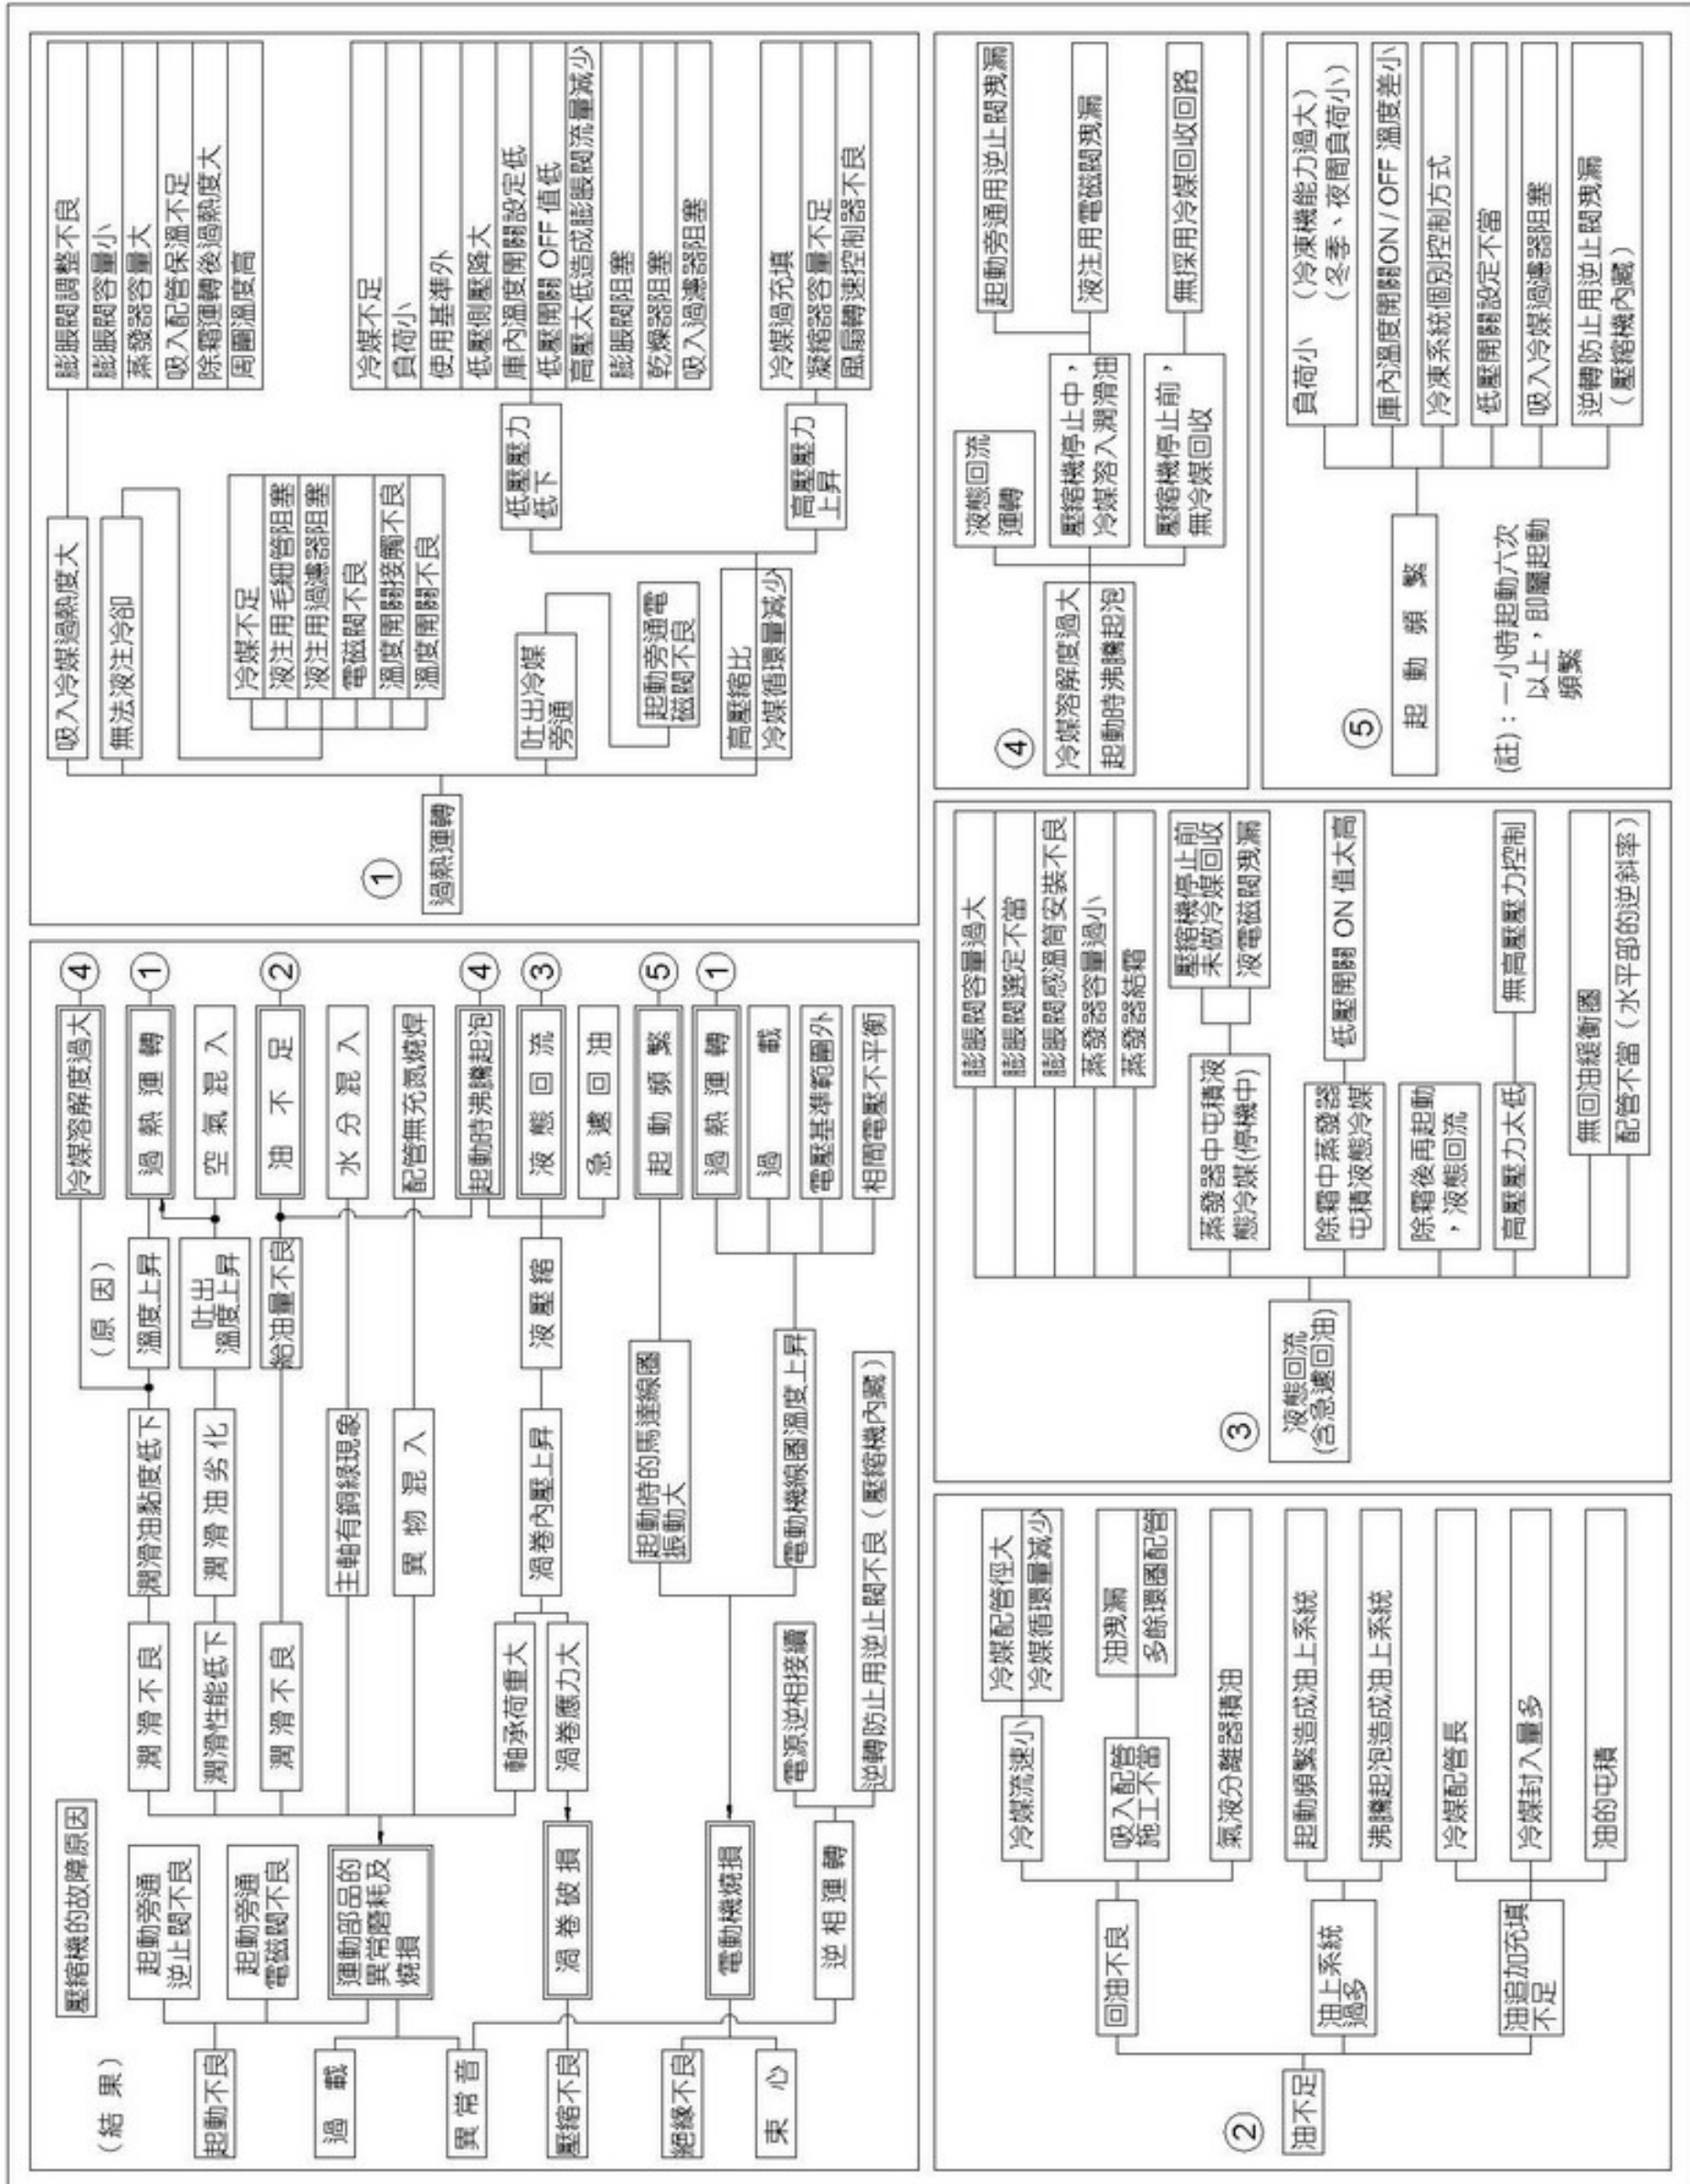 壓縮機的故障原因
(結 果)
(原 因)
起動不良
過 載
異 常 音
壓縮不良
絕緣不良
束 心
起動旁通
逆止閥不良
起動旁通
電磁閥不良
運動部品的
異常磨耗及
燒損
渦 卷 破 損
電動機燒損
逆 相 運 轉
潤 滑 不 良
潤滑性能低下
潤 滑 不 良
軸承荷重大
渦卷應力大
電源逆相接續
逆轉防止用逆止閥不良(壓縮機內藏)
潤滑油黏度低下
潤 滑 油 劣 化
主軸有銅綠現象
異 物 混 入
渦卷內壓上昇
起動時的馬達線圈
振動大
電動機線圈溫度上昇
溫度上昇
吐出
溫度上昇
給油量不良
液 壓 縮
冷媒溶解度過大
④
過 熱 運 轉
①
空 氣 混 入
油 不 足
②
水 分 混 入
配管無充氮燒焊
起動時沸騰起泡
④
液 態 回 流
③
急 遽 回 油
起 動 頻 繁
⑤
過 熱 運 轉
①
過 載
電壓基準範圍外
相間電壓不平衡
①
過熱運轉
吸入冷媒過熱度大
膨脹閥調整不良
膨脹閥容量小
蒸發器容量大
吸入配管保溫不足
除霜運轉後過熱度大
周圍溫度高
無法液注冷卻
冷媒不足
液注用毛細管阻塞
液注用過濾器阻塞
電磁閥不良
溫度開關接觸不良
溫度開關不良
吐出冷媒
旁通
起動旁通電
磁閥不良
高壓縮比
冷媒循環量減少
低壓壓力
低下
冷媒不足
負荷小
使用基準外
低壓側壓降大
庫內溫度開關設定低
低壓開關 OFF 值低
高壓太低造成膨脹閥流量減少
膨脹閥阻塞
乾燥器阻塞
吸入過濾器阻塞
高壓壓力
上昇
冷媒過充填
凝縮器容量不足
風扇轉速控制器不良
②
油不足
回油不良
冷媒流速小
冷媒配管徑大
冷媒循環量減少
吸入配管
施工不當
油洩漏
多餘環圈配管
氣液分離器積油
油上系統
過多
起動頻繁造成油上系統
沸騰起泡造成油上系統
油追加充填
不足
冷媒配管長
冷媒封入量多
油的屯積
③
液態回流
(含急遽回油)
膨脹閥容量過大
膨脹閥選定不當
膨脹閥感溫筒安裝不良
蒸發器容量過小
蒸發器結霜
蒸發器中屯積液
態冷媒(停機中)
壓縮機停止前
未做冷媒回收
液電磁閥洩漏
除霜中蒸發器
屯積液態冷媒
低壓開關 ON 值太高
除霜後再起動
，液態回流
高壓壓力太低
無高壓壓力控制
無回油緩衝圈
配管不當(水平部的逆斜率)
④
冷媒溶解度過大
起動時沸騰起泡
液態回流
運轉
壓縮機停止中，
冷媒溶入潤滑油
起動旁通用逆止閥洩漏
液注用電磁閥洩漏
壓縮機停止前，
無冷媒回收
無採用冷媒回收回路
⑤
起 動 頻 繁
負荷小 (冷凍機能力過大)
(冬季、夜間負荷小)
庫內溫度開關ON / OFF 溫度差小
冷凍系統個別控制方式
低壓開關設定不當
吸入冷媒過濾器阻塞
逆轉防止用逆止閥洩漏
(壓縮機內藏)
(註)：一小時起動六次
以上，即屬起動
頻繁